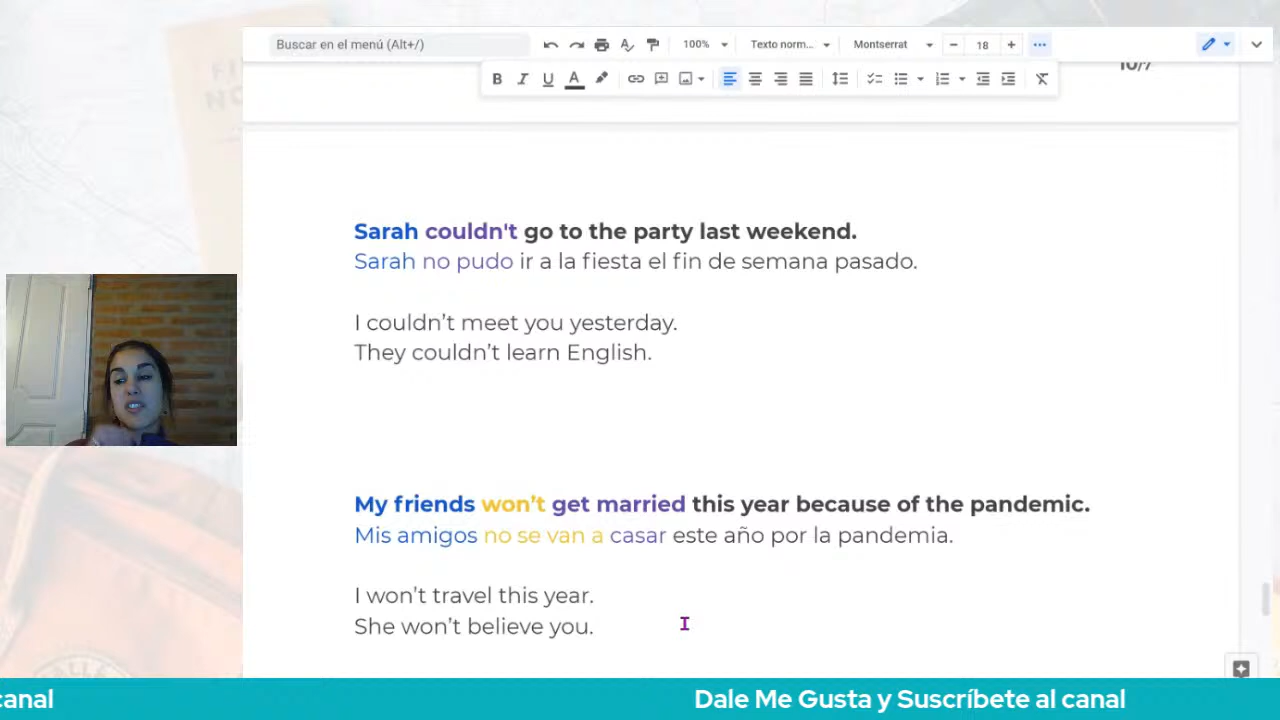 Buscar en el menú (Alt+/)
100%
Texto norm...
Montserrat
18
10/7
Sarah couldn't go to the party last weekend.
Sarah no pudo ir a la fiesta el fin de semana pasado.
I couldn’t meet you yesterday.
They couldn’t learn English.
My friends won’t get married this year because of the pandemic.
Mis amigos no se van a casar este año por la pandemia.
I won’t travel this year.
She won’t believe you.
canal
Dale Me Gusta y Suscríbete al canal